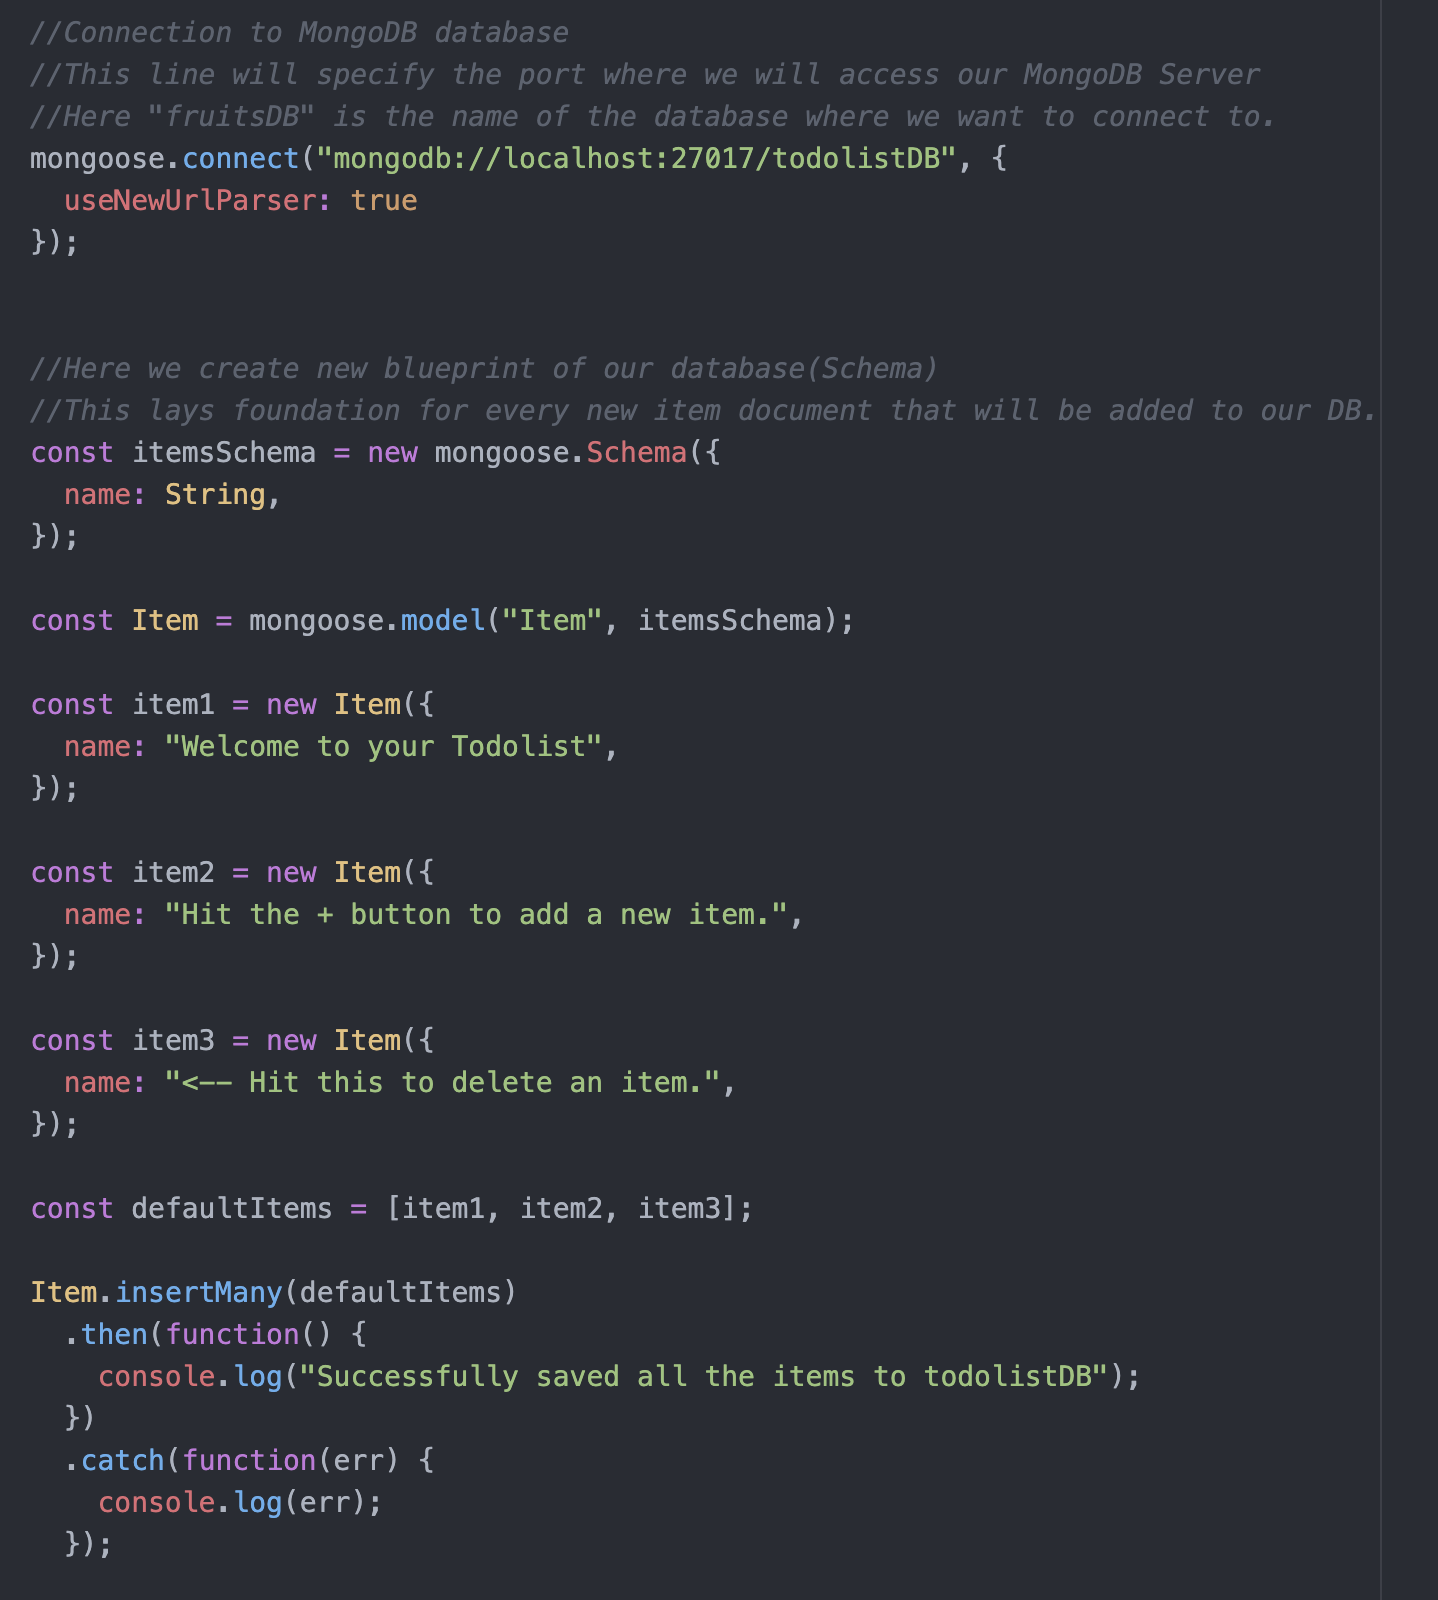 //Connection to MongoDB database
//This line will specify the port where we will access our MongoDB Server
//Here "fruitsDB" is the name of the database where we want to connect to.
mongoose.connect("mongodb://localhost:27017/todolistDB", {
  useNewUrlParser: true
});
//Here we create new blueprint of our database(Schema)
//This lays foundation for every new item document that will be added to our DB.
const itemsSchema = new mongoose.Schema({
  name: String,
});
const Item = mongoose.model("Item", itemsSchema);
const item1 = new Item({
  name: "Welcome to your Todolist",
});
const item2 = new Item({
  name: "Hit the + button to add a new item.",
});
const item3 = new Item({
  name: "<-- Hit this to delete an item.",
});
const defaultItems = [item1, item2, item3];
Item.insertMany(defaultItems)
  .then(function() {
    console.log("Successfully saved all the items to todolistDB");
  })
  .catch(function(err) {
    console.log(err);
  });